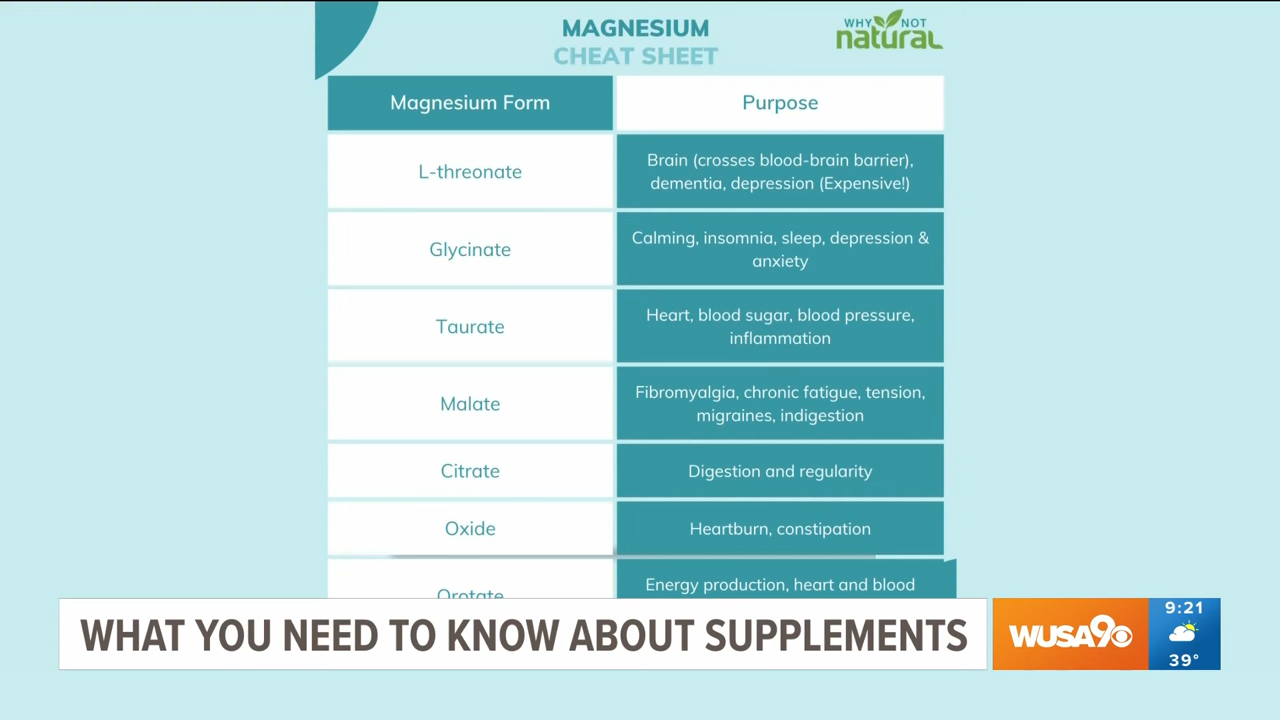 MAGNESIUM
CHEAT SHEET
WHY NOT
natural
Magnesium Form
Purpose
L-threonate
Brain (crosses blood-brain barrier),
dementia, depression (Expensive!)
Glycinate
Calming, insomnia, sleep, depression &
anxiety
Taurate
Heart, blood sugar, blood pressure,
inflammation
Malate
Fibromyalgia, chronic fatigue, tension,
migraines, indigestion
Citrate
Digestion and regularity
Oxide
Heartburn, constipation
Orotate
Energy production, heart and blood
WHAT YOU NEED TO KNOW ABOUT SUPPLEMENTS
WUSA9
9:21
39°